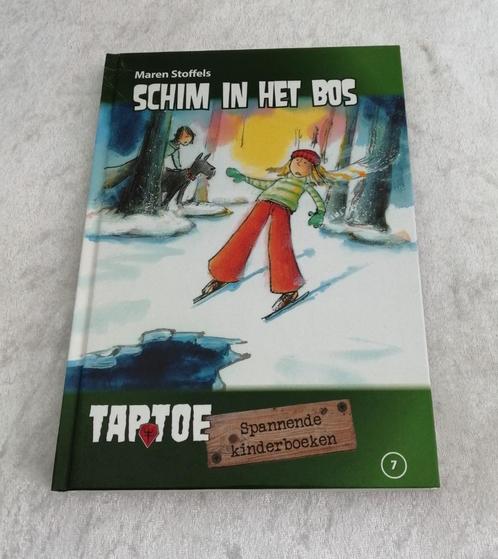 Maren Stoffels
SCHIM IN HET BOS
TAPTOE
Spannende
kinderboeken
7